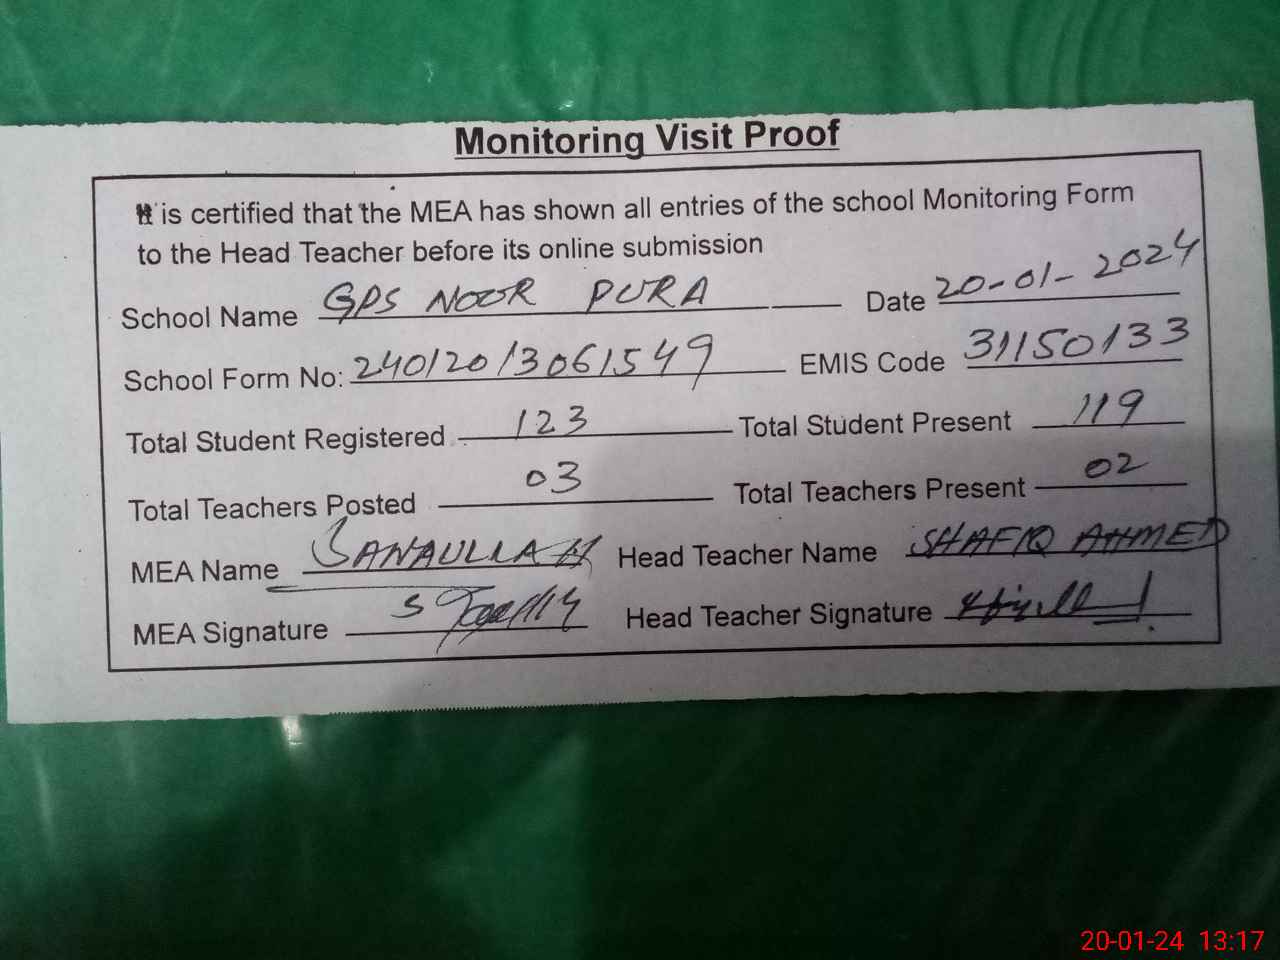 Monitoring Visit Proof
It is certified that the MEA has shown all entries of the school Monitoring Form
to the Head Teacher before its online submission
School Name GPS NOOR PURA Date 20-01-2024
School Form No: 24012013061549 EMIS Code 31150133
Total Student Registered 123 Total Student Present 119
Total Teachers Posted 03 Total Teachers Present 02
MEA Name SANAULLAH Head Teacher Name SHAFIQ AHMED
MEA Signature Head Teacher Signature
20-01-24 13:17